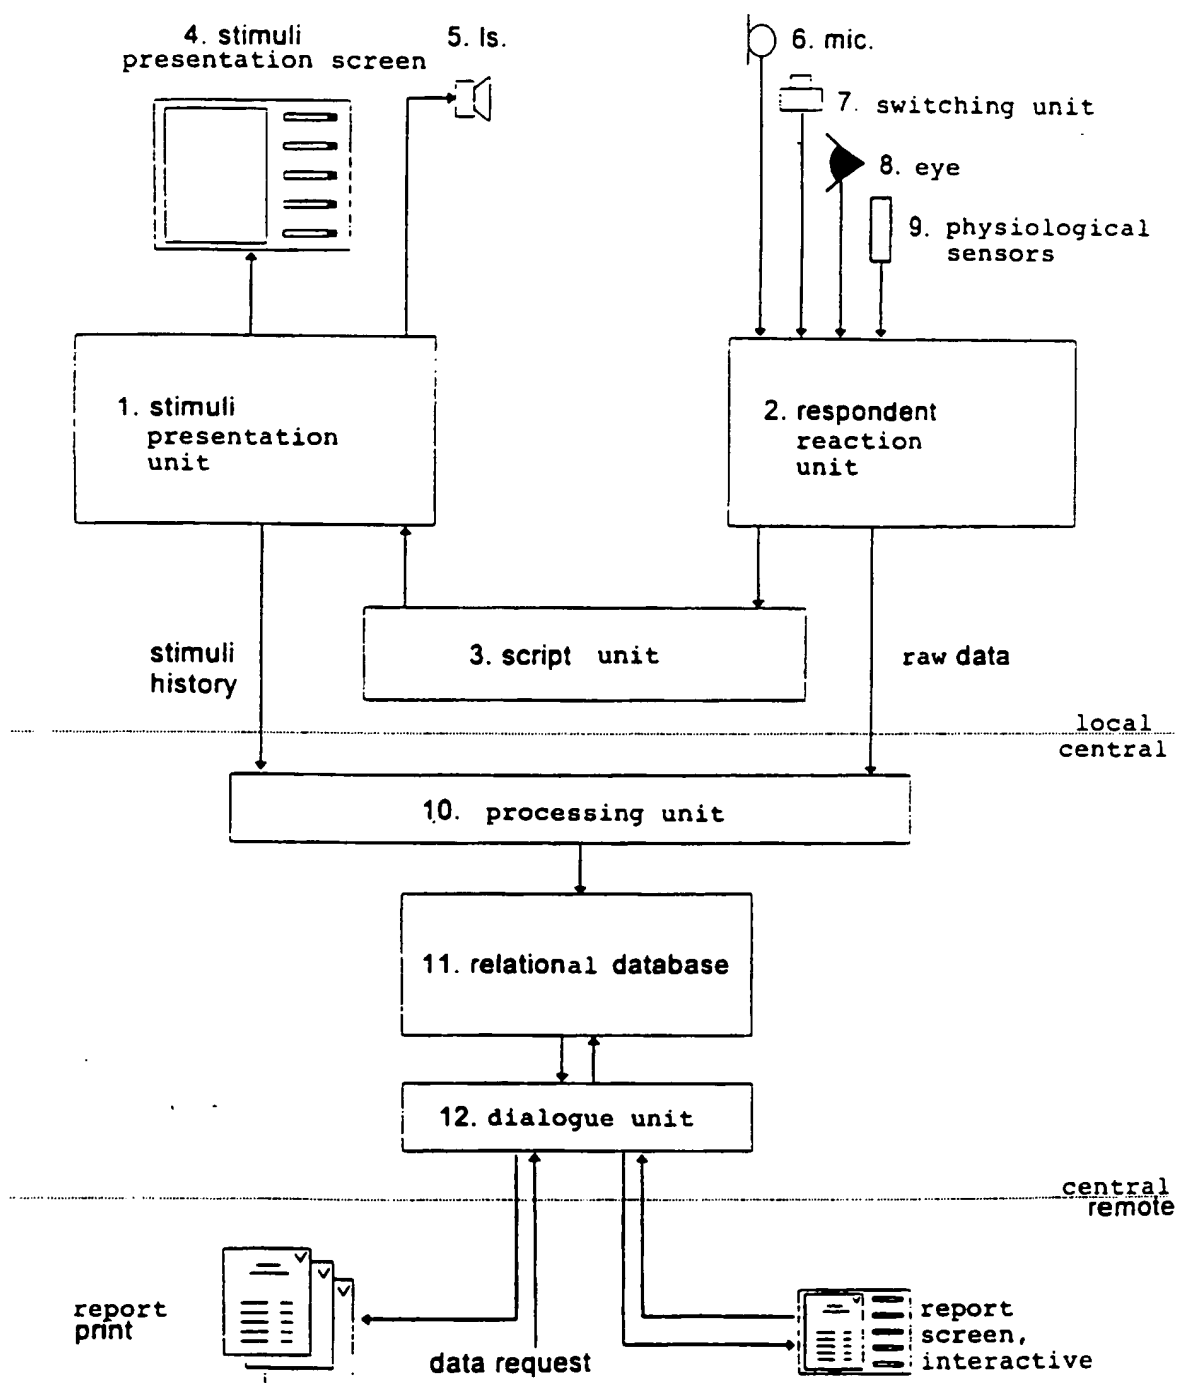 4. stimuli
presentation screen
5. ls.
6. mic.
7. switching unit
8. eye
9. physiological
sensors
1. stimuli
presentation
unit
2. respondent
reaction
unit
3. script unit
stimuli
history
raw data
local
central
10. processing unit
11. relational database
12. dialogue unit
central
remote
report
print
data request
report
screen,
interactive